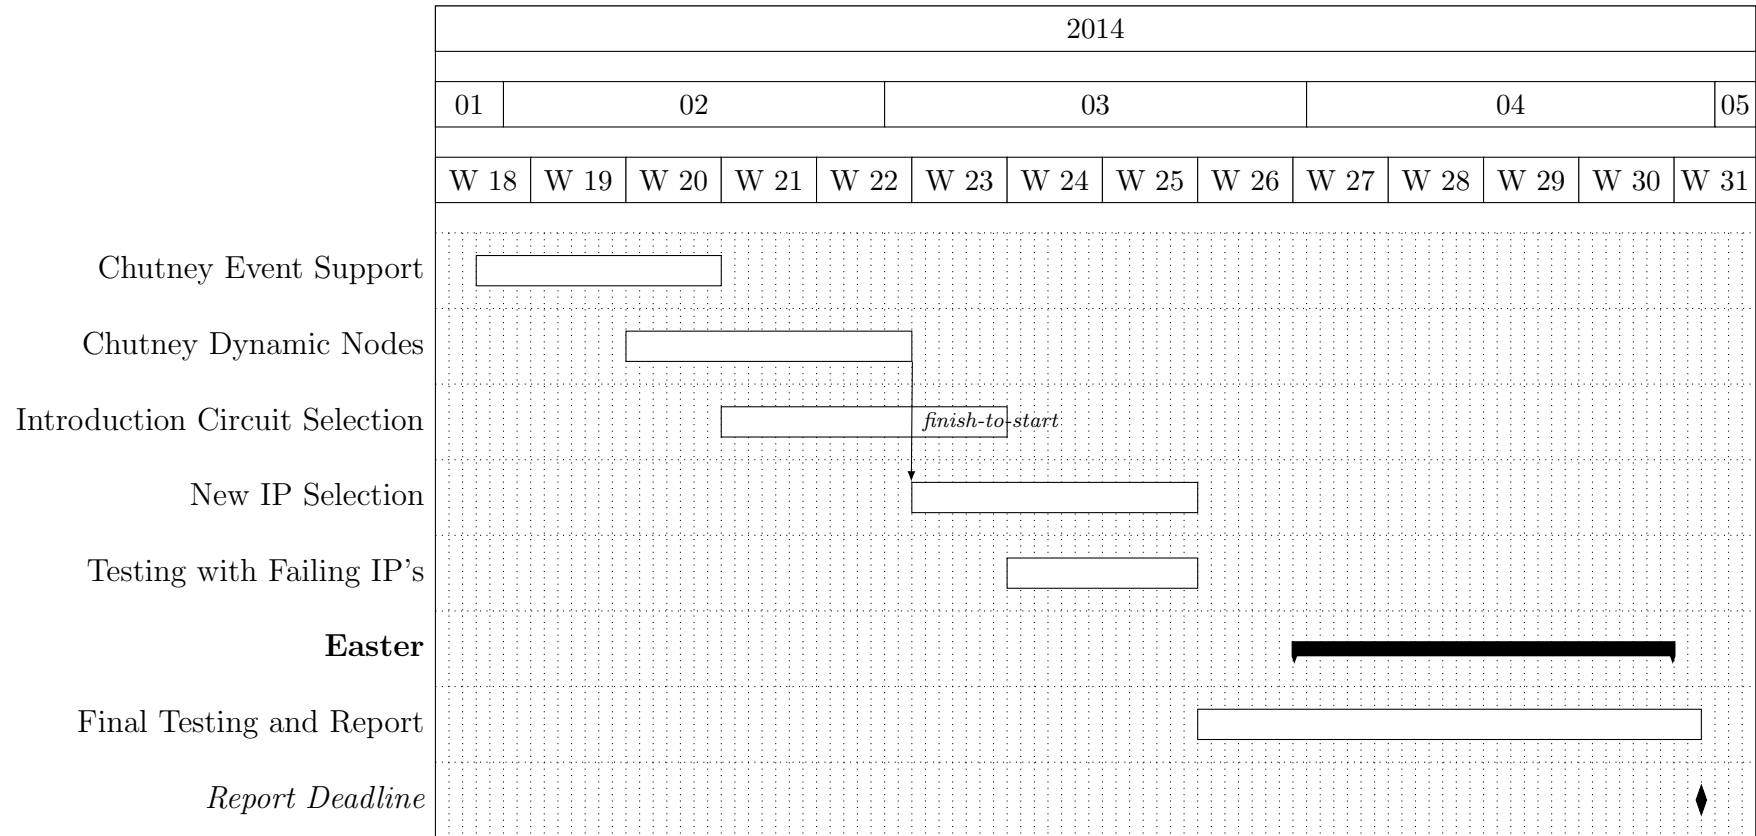 2014
01 02 03 04 05
W 18 W 19 W 20 W 21 W 22 W 23 W 24 W 25 W 26 W 27 W 28 W 29 W 30 W 31
Chutney Event Support
Chutney Dynamic Nodes
Introduction Circuit Selection
finish-to-start
New IP Selection
Testing with Failing IP's
Easter
Final Testing and Report
Report Deadline